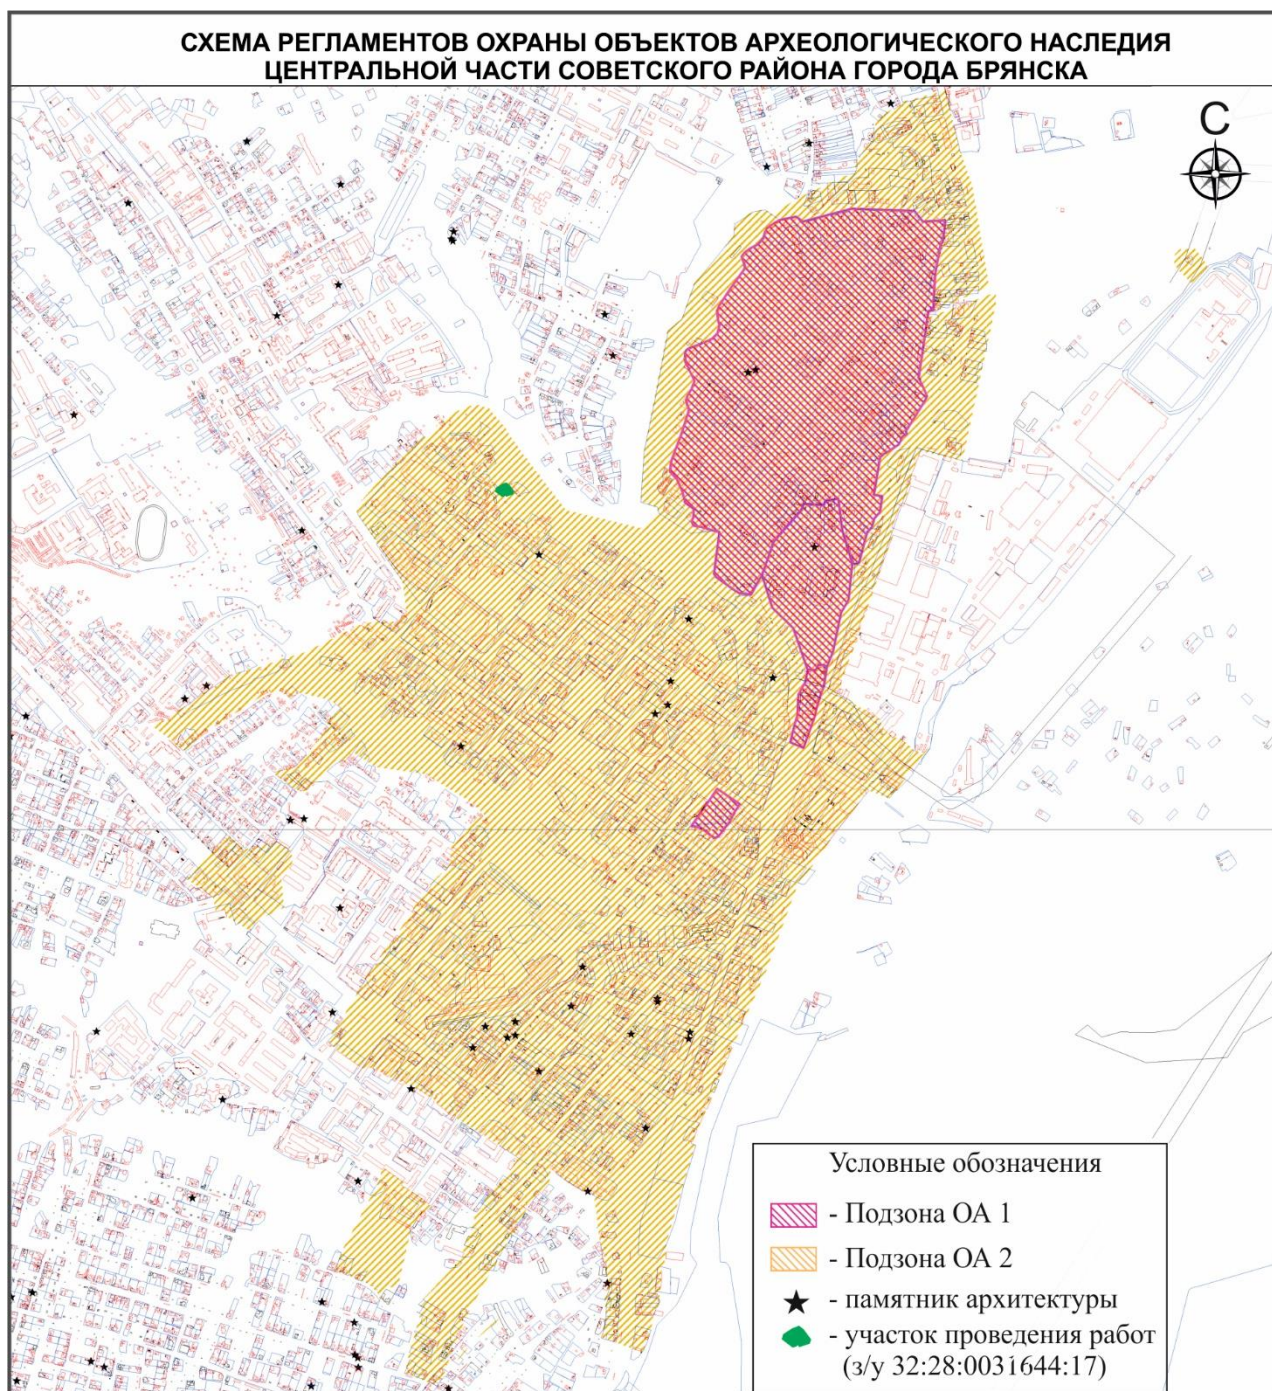 СХЕМА РЕГЛАМЕНТОВ ОХРАНЫ ОБЪЕКТОВ АРХЕОЛОГИЧЕСКОГО НАСЛЕДИЯ
ЦЕНТРАЛЬНОЙ ЧАСТИ СОВЕТСКОГО РАЙОНА ГОРОДА БРЯНСКА
С
Условные обозначения
- Подзона ОА 1
- Подзона ОА 2
- памятник архитектуры
- участок проведения работ
(з/у 32:28:0031644:17)